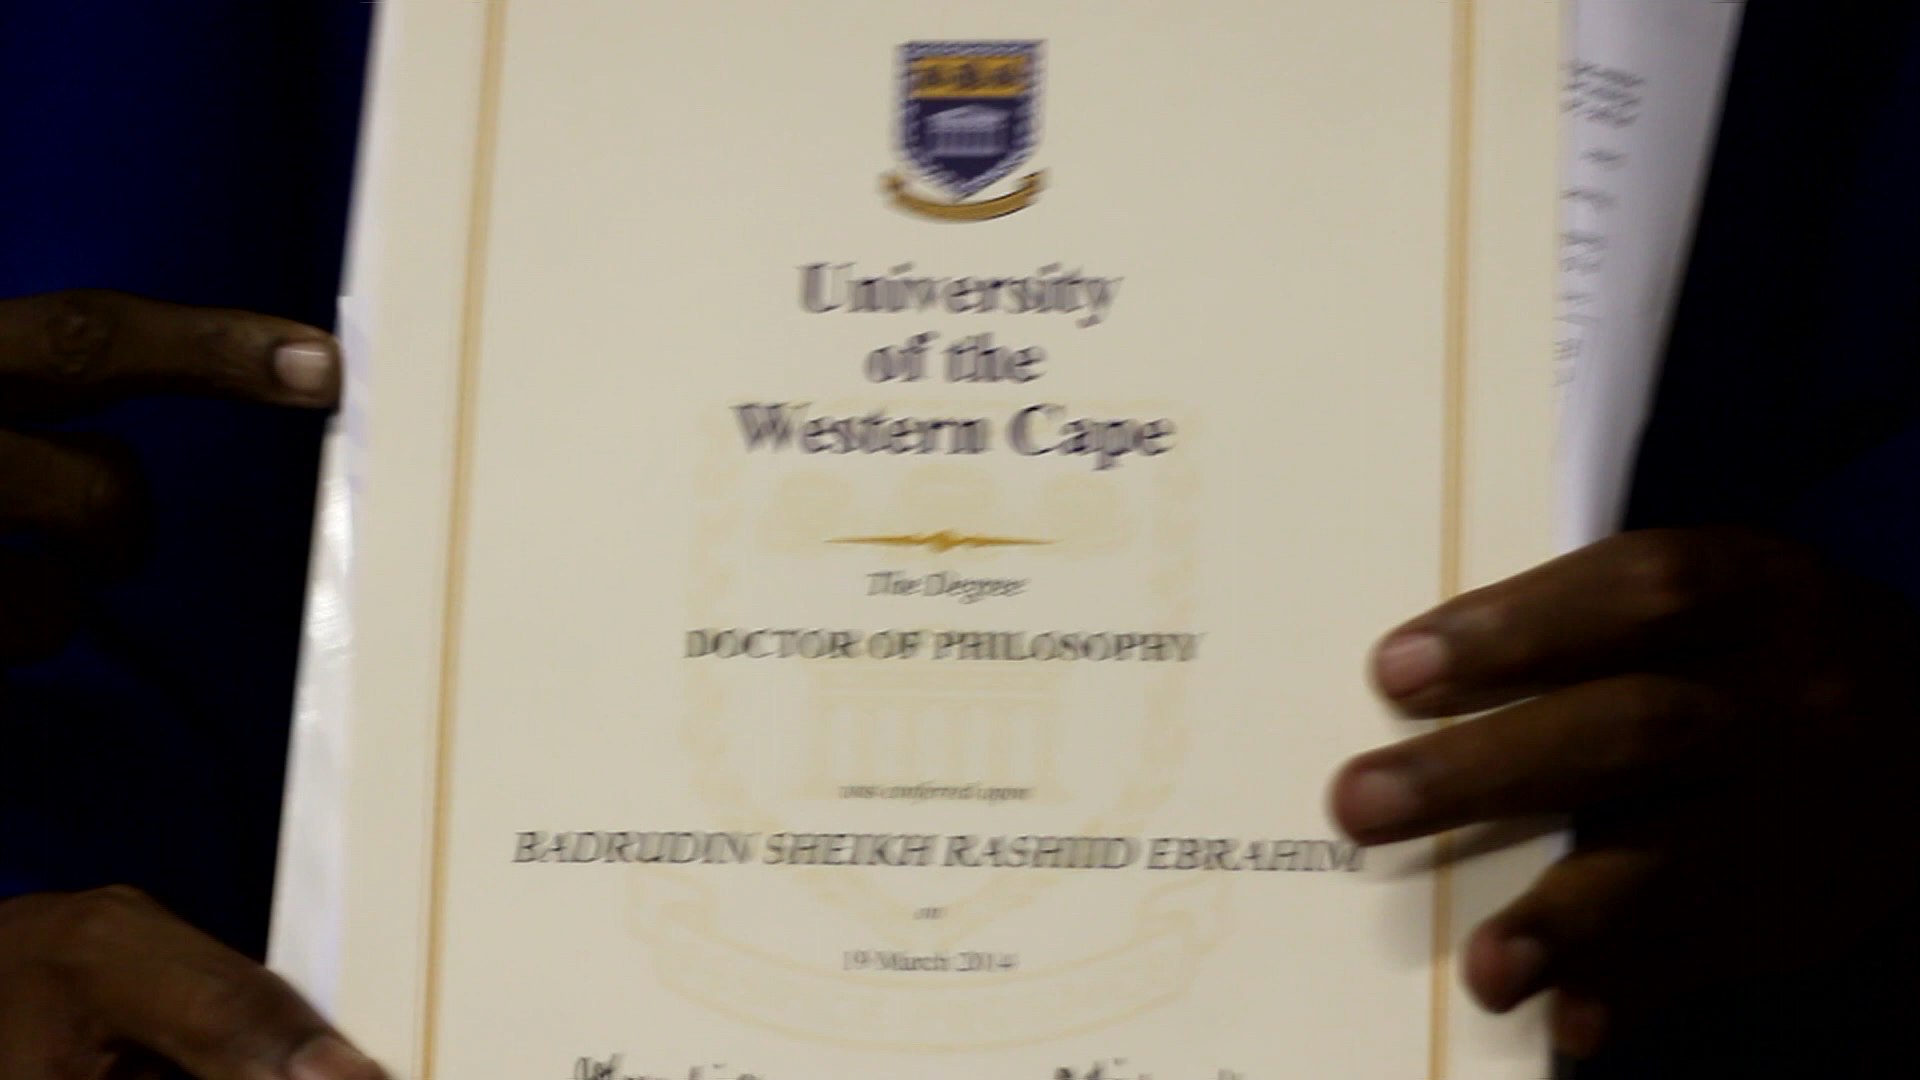 University
of the
Western Cape
The Degree
DOCTOR OF PHILOSOPHY
was conferred upon
BADRUDIN SHEIKH RASHIID EBRAHIM
on
19 March 2014